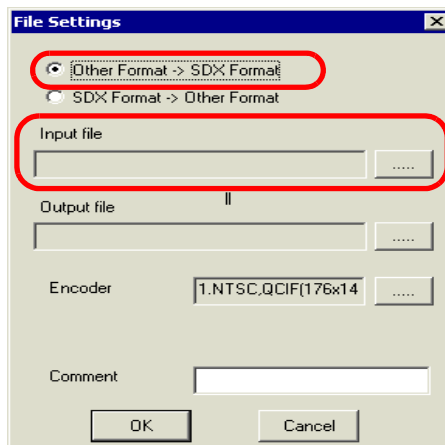 File Settings
Other Format -> SDX Format
SDX Format -> Other Format
Input file
.....
Output file
.....
Encoder 1.NTSC,QCIF(176x14 .....
Comment
OK Cancel